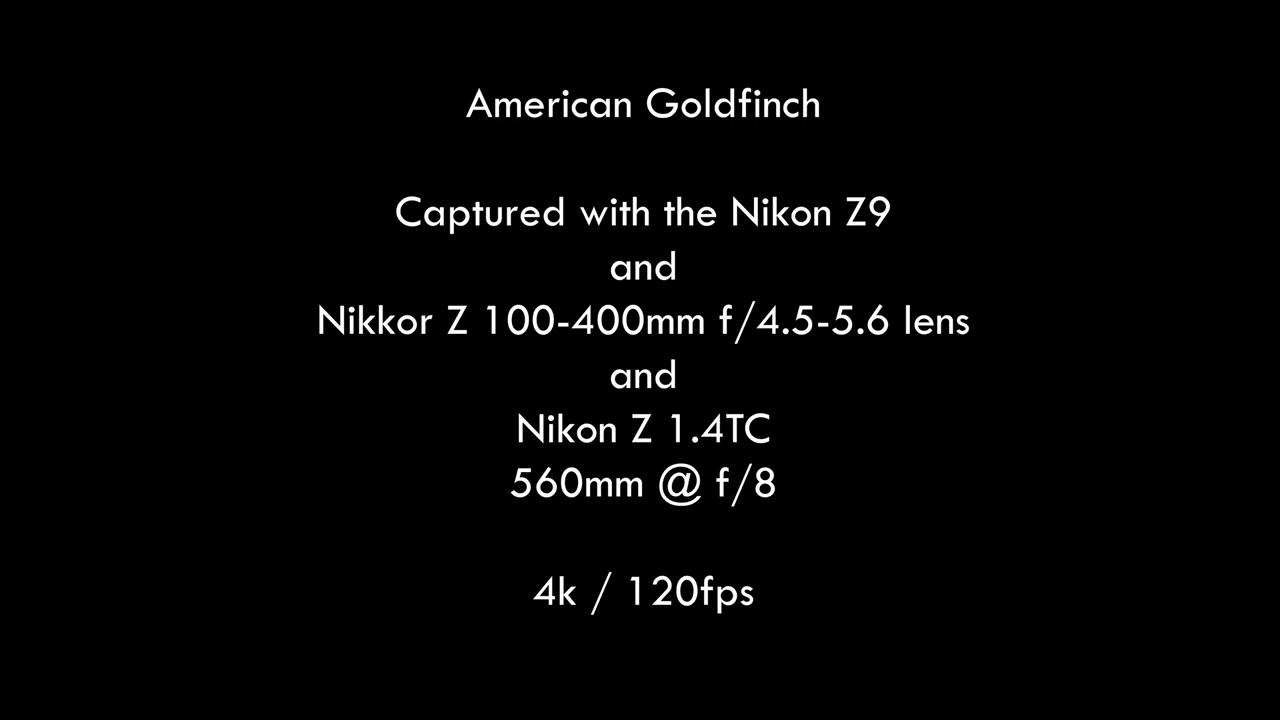 American Goldfinch
Captured with the Nikon Z9
and
Nikkor Z 100-400mm f/4.5-5.6 lens
and
Nikon Z 1.4TC
560mm @ f/8
4k / 120fps